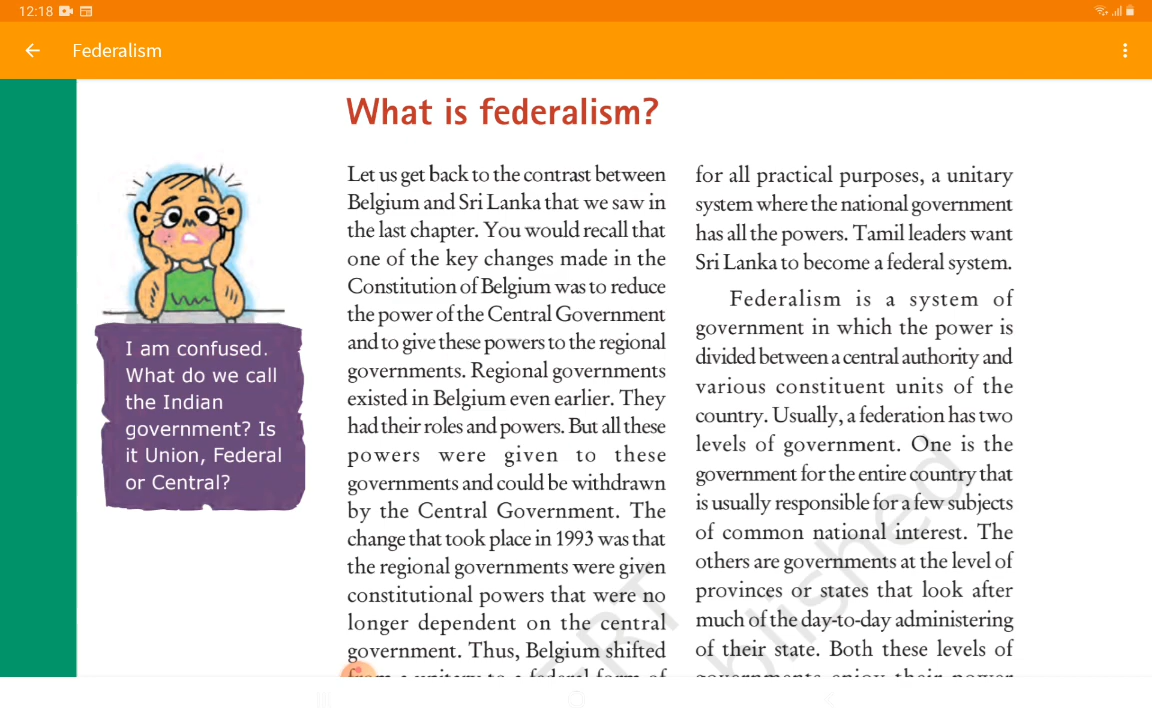 12:18
Federalism
What is federalism?
I am confused.
What do we call
the Indian
government? Is
it Union, Federal
or Central?
Let us get back to the contrast between
Belgium and Sri Lanka that we saw in
the last chapter. You would recall that
one of the key changes made in the
Constitution of Belgium was to reduce
the power of the Central Government
and to give these powers to the regional
governments. Regional governments
existed in Belgium even earlier. They
had their roles and powers. But all these
powers were given to these
governments and could be withdrawn
by the Central Government. The
change that took place in 1993 was that
the regional governments were given
constitutional powers that were no
longer dependent on the central
government. Thus, Belgium shifted
from a unitary to a federal form of
for all practical purposes, a unitary
system where the national government
has all the powers. Tamil leaders want
Sri Lanka to become a federal system.
Federalism is a system of
government in which the power is
divided between a central authority and
various constituent units of the
country. Usually, a federation has two
levels of government. One is the
government for the entire country that
is usually responsible for a few subjects
of common national interest. The
others are governments at the level of
provinces or states that look after
much of the day-to-day administering
of their state. Both these levels of
governments enjoy their power